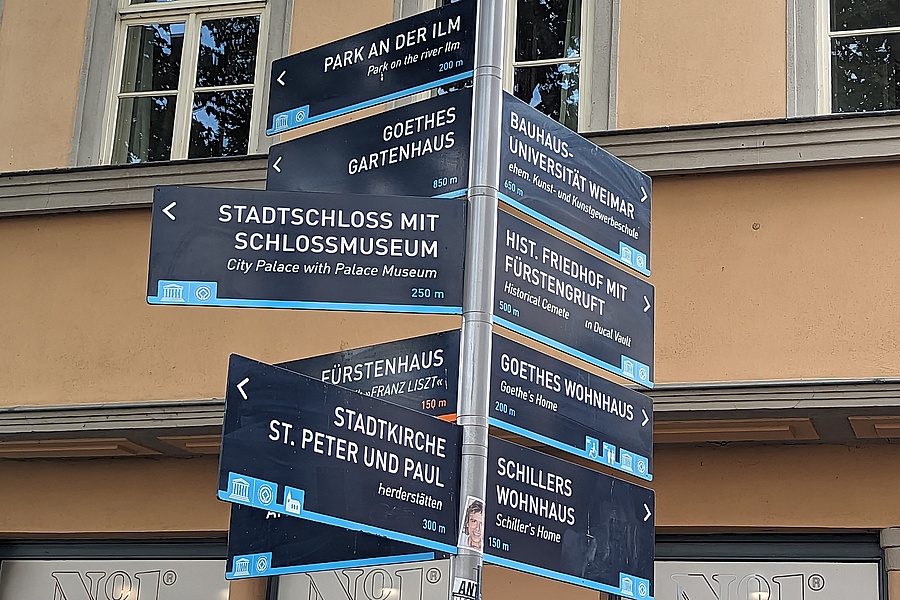 PARK AN DER ILM
Park on the river Ilm
200 m
GOETHES
GARTENHAUS
850 m
STADTSCHLOSS MIT
SCHLOSSMUSEUM
City Palace with Palace Museum
250 m
FÜRSTENHAUS
»FRANZ LISZT«
150 m
STADTKIRCHE
ST. PETER UND PAUL
Herderstätten
300 m
BAUHAUS-
UNIVERSITÄT WEIMAR
ehem. Kunst- und Kunstgewerbeschule
650 m
HIST. FRIEDHOF MIT
FÜRSTENGRUFT
Historical Cemete in Ducal Vault
500 m
GOETHES WOHNHAUS
Goethe's Home
200 m
SCHILLERS
WOHNHAUS
Schiller's Home
150 m
AN
Nº1®
Nº1®
Nº1®